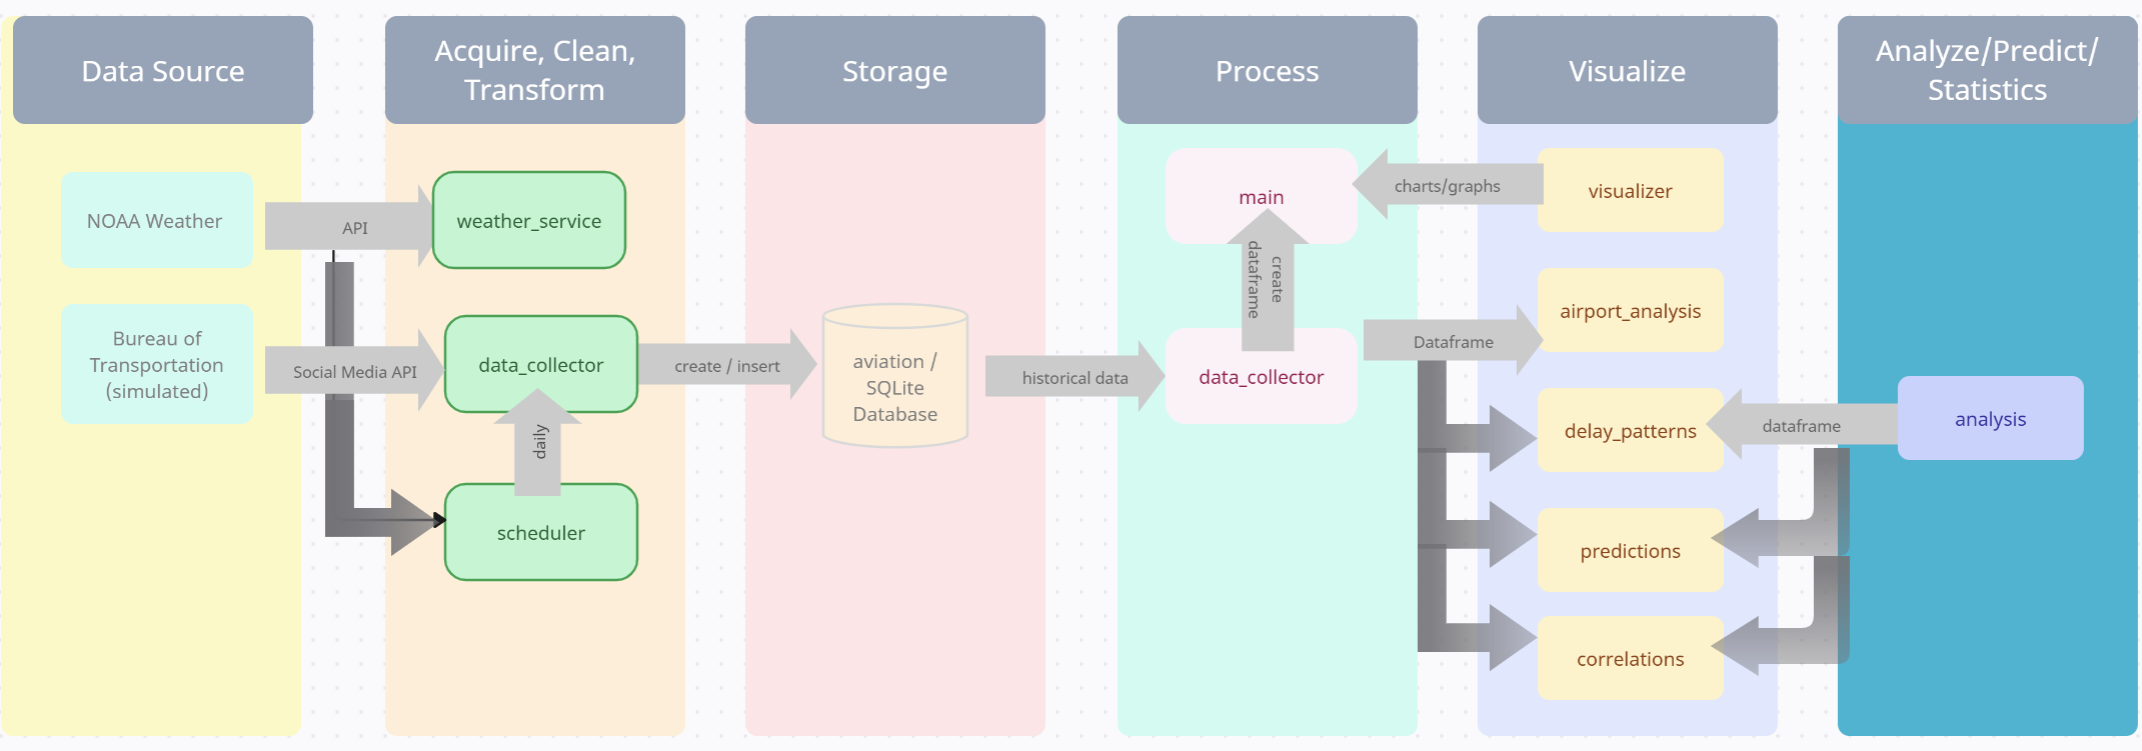 Data Source
Acquire, Clean,
Transform
Storage
Process
Visualize
Analyze/Predict/
Statistics
NOAA Weather
API
weather_service
Bureau of
Transportation
(simulated)
Social Media API
data_collector
daily
scheduler
create / insert
aviation /
SQLite
Database
historical data
main
create
dataframe
data_collector
charts/graphs
visualizer
Dataframe
airport_analysis
delay_patterns
dataframe
analysis
predictions
correlations